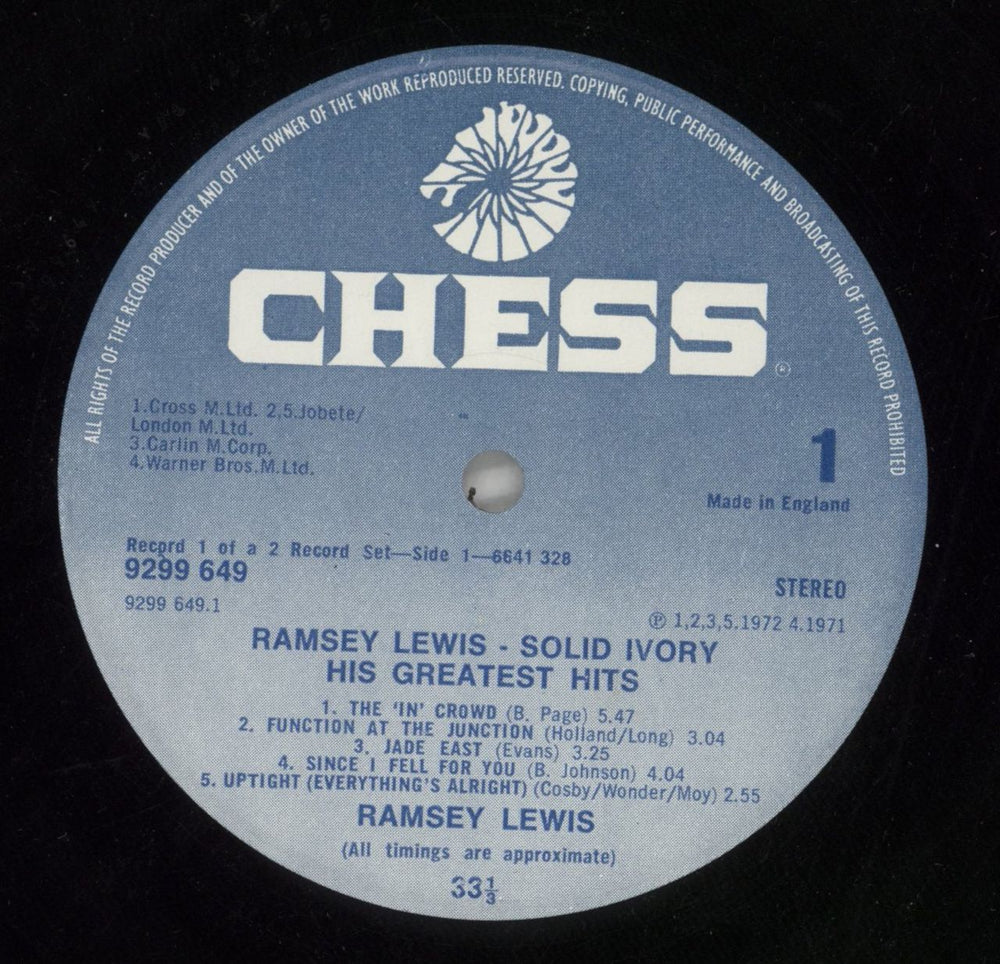 ALL RIGHTS OF THE RECORD PRODUCER AND OF THE OWNER OF THE WORK REPRODUCED RESERVED. COPYING, PUBLIC PERFORMANCE AND BROADCASTING OF THIS RECORD PROHIBITED
CHESS ®
1.Cross M.Ltd. 2,5.Jobete/
London M.Ltd.
3.Carlin M.Corp.
4.Warner Bros.M.Ltd.
1
Made in England
Record 1 of a 2 Record Set—Side 1—6641 328
9299 649
STEREO
9299 649.1
℗ 1,2,3,5.1972 4.1971
RAMSEY LEWIS - SOLID IVORY
HIS GREATEST HITS
1. THE 'IN' CROWD (B. Page) 5.47
2. FUNCTION AT THE JUNCTION (Holland/Long) 3.04
3. JADE EAST (Evans) 3.25
4. SINCE I FELL FOR YOU (B. Johnson) 4.04
5. UPTIGHT (EVERYTHING'S ALRIGHT) (Cosby/Wonder/Moy) 2.55
RAMSEY LEWIS
(All timings are approximate)
33⅓